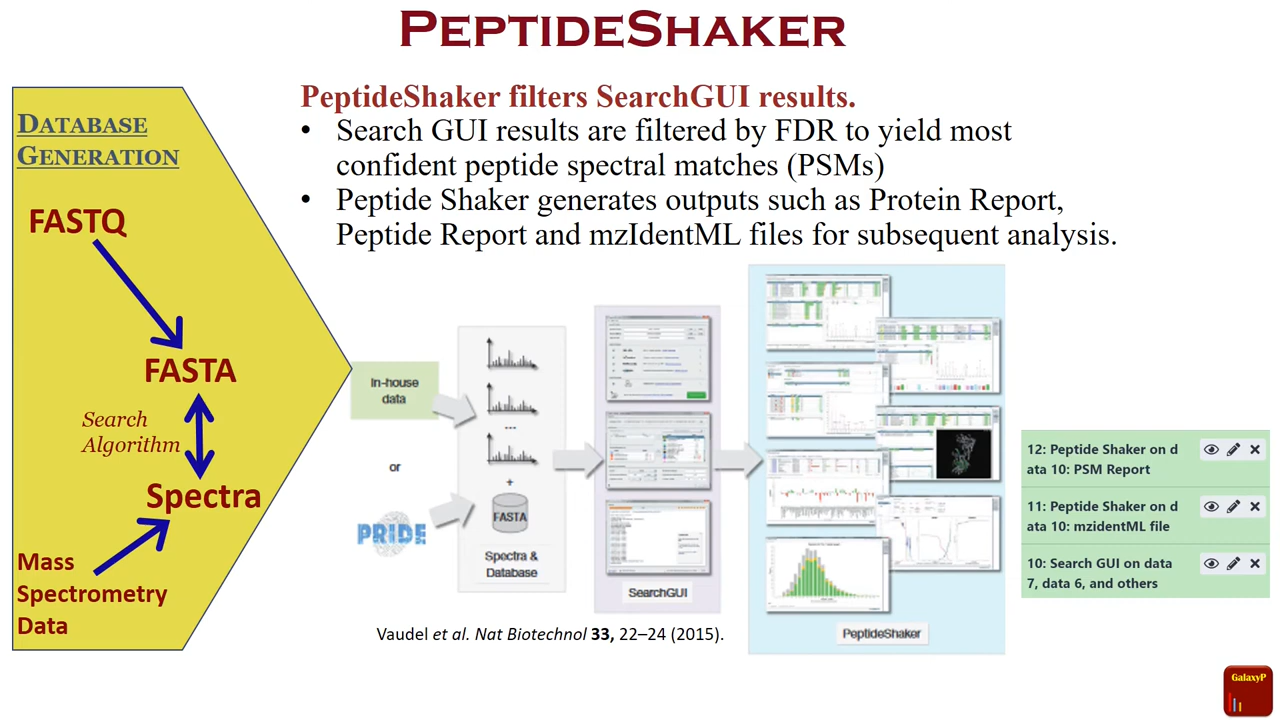 PEPTIDESHAKER
DATABASE
GENERATION
FASTQ
FASTA
Search
Algorithm
Spectra
Mass
Spectrometry
Data
PeptideShaker filters SearchGUI results.
• Search GUI results are filtered by FDR to yield most
confident peptide spectral matches (PSMs)
• Peptide Shaker generates outputs such as Protein Report,
Peptide Report and mzIdentML files for subsequent analysis.
In-house
data
or
PRIDE
...
+
FASTA
Spectra &
Database
SearchGUI
PeptideShaker
Vaudel et al. Nat Biotechnol 33, 22–24 (2015).
12: Peptide Shaker on d
ata 10: PSM Report
11: Peptide Shaker on d
ata 10: mzidentML file
10: Search GUI on data
7, data 6, and others
GalaxyP